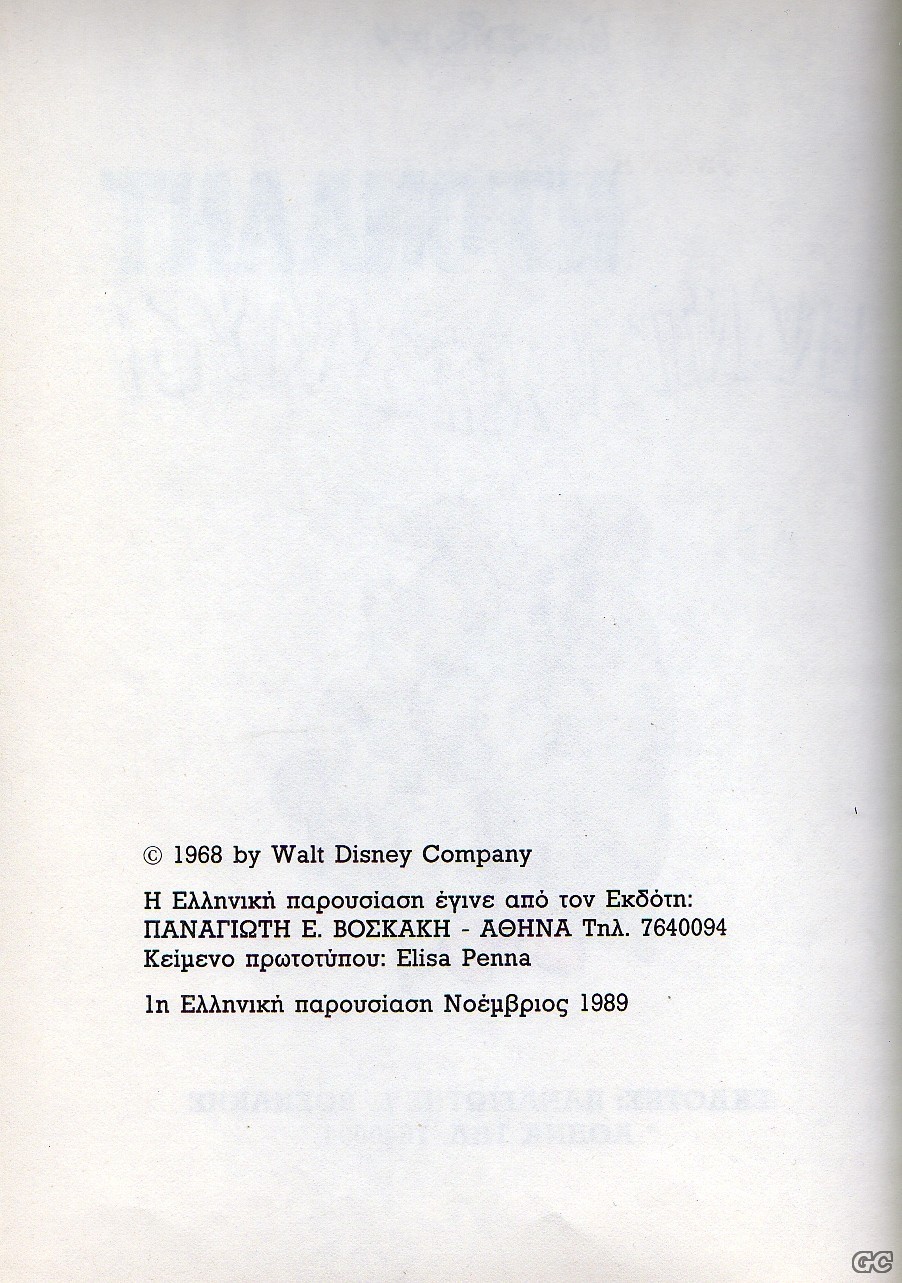 © 1968 by Walt Disney Company
Η Ελληνική παρουσίαση έγινε από τον Εκδότη:
ΠΑΝΑΓΙΩΤΗ Ε. ΒΟΣΚΑΚΗ - ΑΘΗΝΑ Τηλ. 7640094
Κείμενο πρωτοτύπου: Elisa Penna
1η Ελληνική παρουσίαση Νοέμβριος 1989
GC